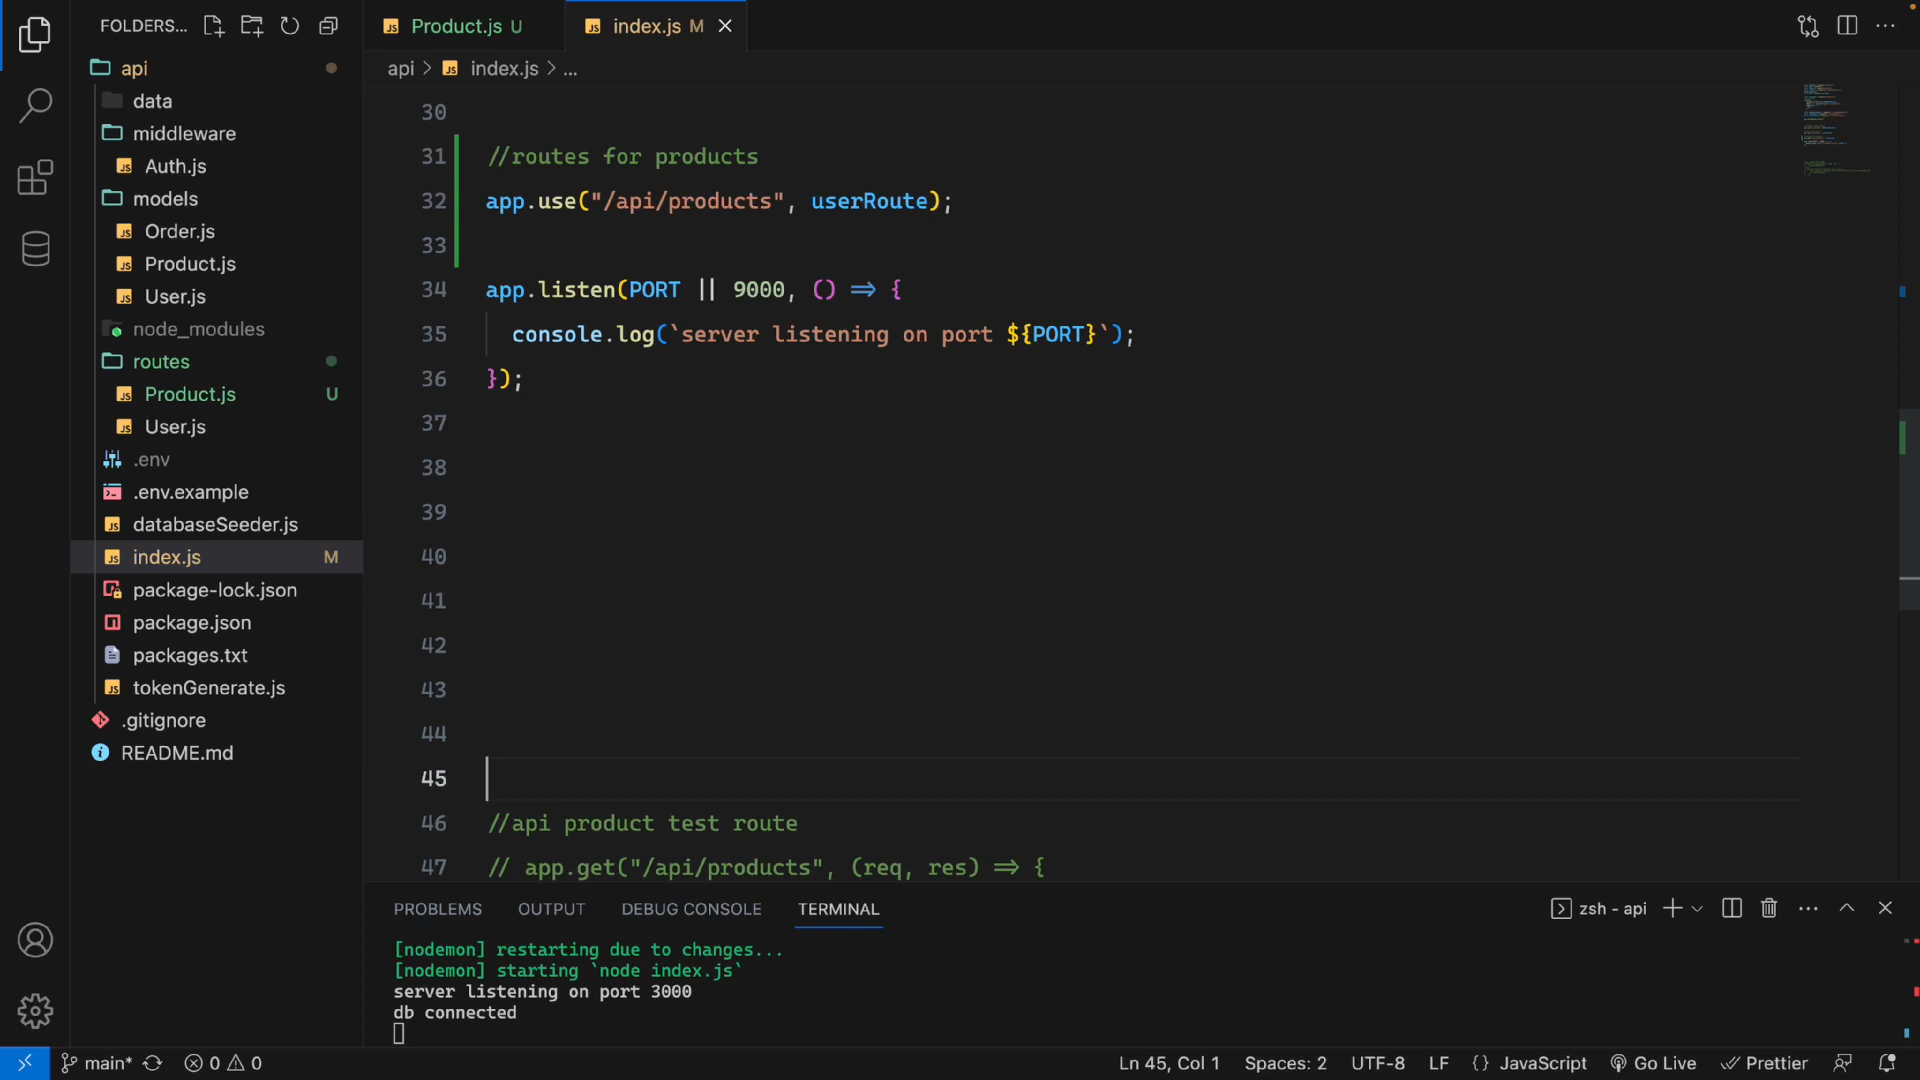 FOLDERS...
api
data
middleware
Auth.js
models
Order.js
Product.js
User.js
node_modules
routes
Product.js U
User.js
.env
.env.example
databaseSeeder.js
index.js M
package-lock.json
package.json
packages.txt
tokenGenerate.js
.gitignore
README.md
Product.js U
index.js M
api > index.js > ...
30
31 //routes for products
32 app.use("/api/products", userRoute);
33
34 app.listen(PORT || 9000, () => {
35 console.log(`server listening on port ${PORT}`);
36 });
37
38
39
40
41
42
43
44
45
46 //api product test route
47 // app.get("/api/products", (req, res) => {
PROBLEMS OUTPUT DEBUG CONSOLE TERMINAL
zsh - api
[nodemon] restarting due to changes...
[nodemon] starting `node index.js`
server listening on port 3000
db connected
main* 0 0
Ln 45, Col 1 Spaces: 2 UTF-8 LF {} JavaScript Go Live Prettier